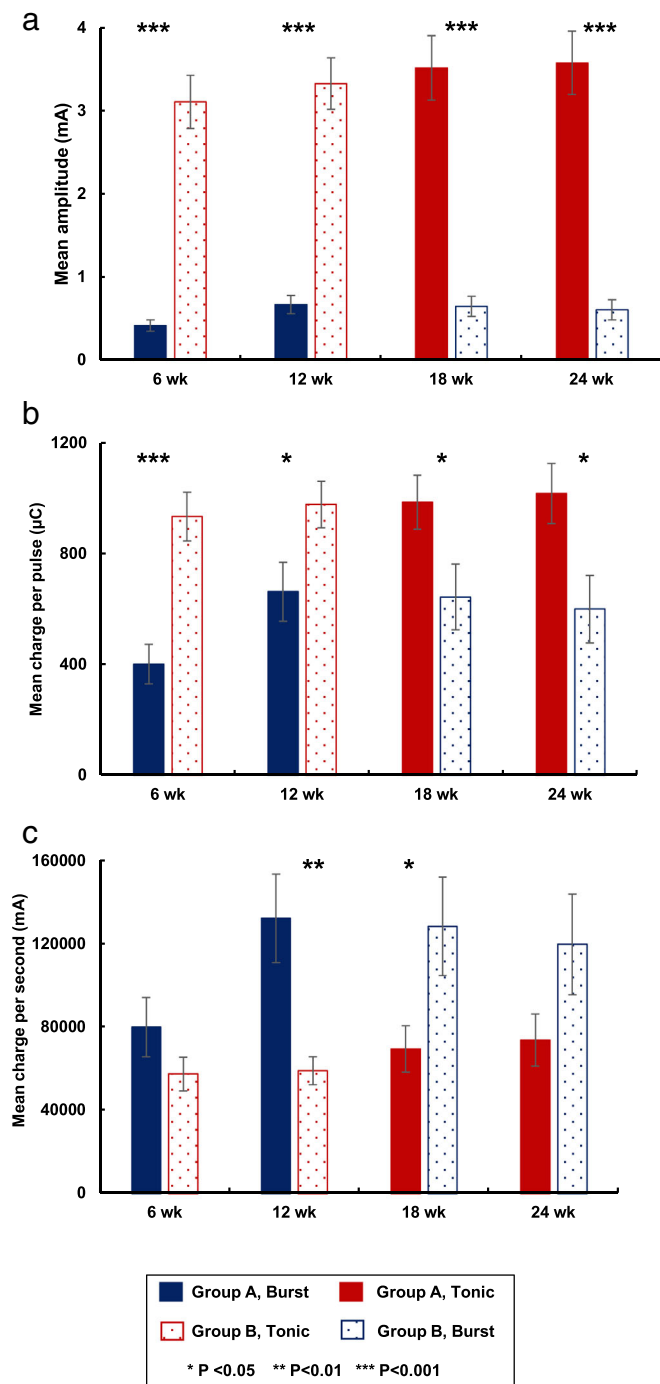 a
*** *** *** ***
4
3
2
1
0
Mean amplitude (mA)
6 wk 12 wk 18 wk 24 wk
b
1200
*** * * *
800
400
0
Mean charge per pulse (µC)
6 wk 12 wk 18 wk 24 wk
c
160000
** *
120000
80000
40000
0
Mean charge per second (mA)
6 wk 12 wk 18 wk 24 wk
Group A, Burst Group A, Tonic
Group B, Tonic Group B, Burst
* P <0.05 ** P<0.01 *** P<0.001